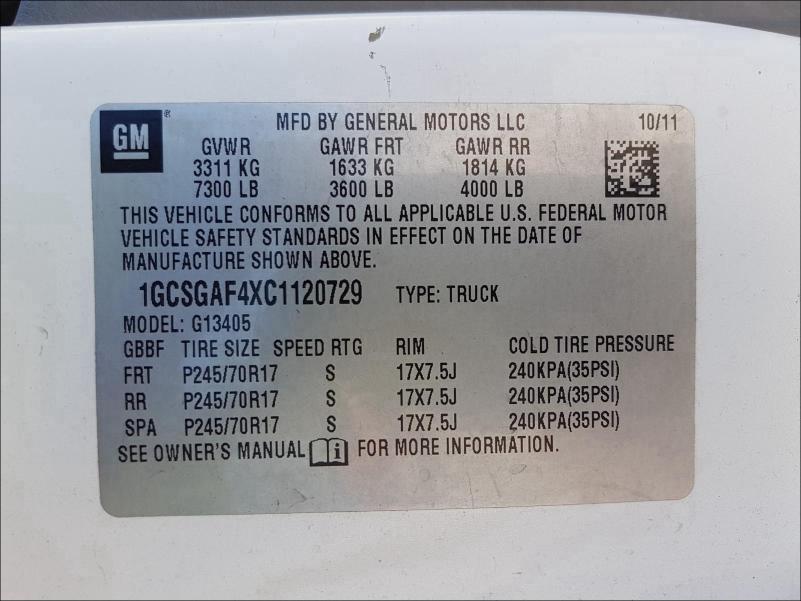 GM ® MFD BY GENERAL MOTORS LLC 10/11
GVWR GAWR FRT GAWR RR
3311 KG 1633 KG 1814 KG
7300 LB 3600 LB 4000 LB
THIS VEHICLE CONFORMS TO ALL APPLICABLE U.S. FEDERAL MOTOR
VEHICLE SAFETY STANDARDS IN EFFECT ON THE DATE OF
MANUFACTURE SHOWN ABOVE.
1GCSGAF4XC1120729 TYPE: TRUCK
MODEL: G13405
GBBF TIRE SIZE SPEED RTG RIM COLD TIRE PRESSURE
FRT P245/70R17 S 17X7.5J 240KPA(35PSI)
RR P245/70R17 S 17X7.5J 240KPA(35PSI)
SPA P245/70R17 S 17X7.5J 240KPA(35PSI)
SEE OWNER'S MANUAL i FOR MORE INFORMATION.